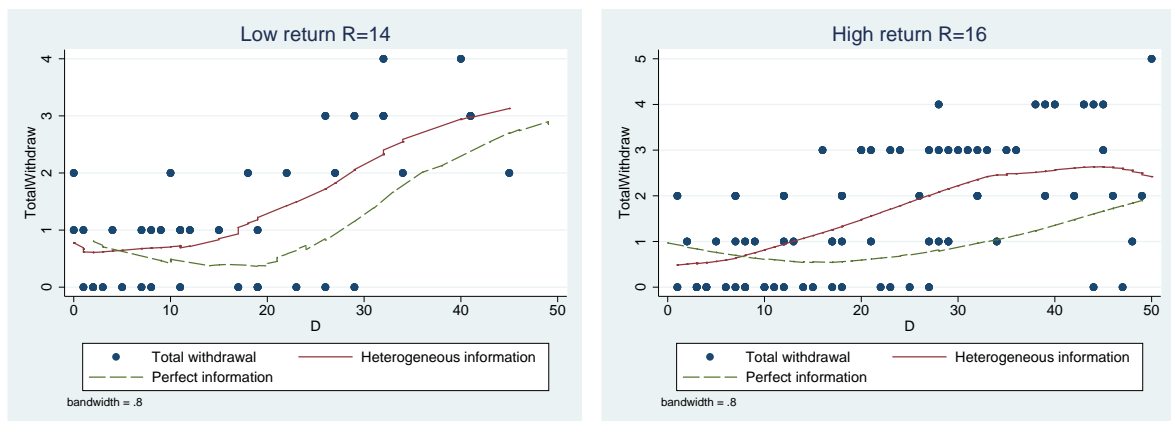 Low return R=14
TotalWithdraw
4
3
2
1
0
0 10 20 30 40 50
D
Total withdrawal Heterogeneous information
Perfect information
bandwidth = .8
High return R=16
TotalWithdraw
5
4
3
2
1
0
0 10 20 30 40 50
D
Total withdrawal Heterogeneous information
Perfect information
bandwidth = .8